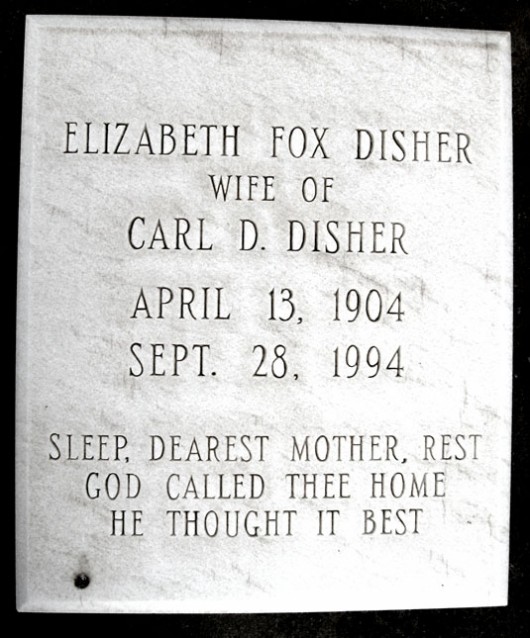 ELIZABETH FOX DISHER
WIFE OF
CARL D. DISHER
APRIL 13, 1904
SEPT. 28, 1994
SLEEP, DEAREST MOTHER, REST
GOD CALLED THEE HOME
HE THOUGHT IT BEST